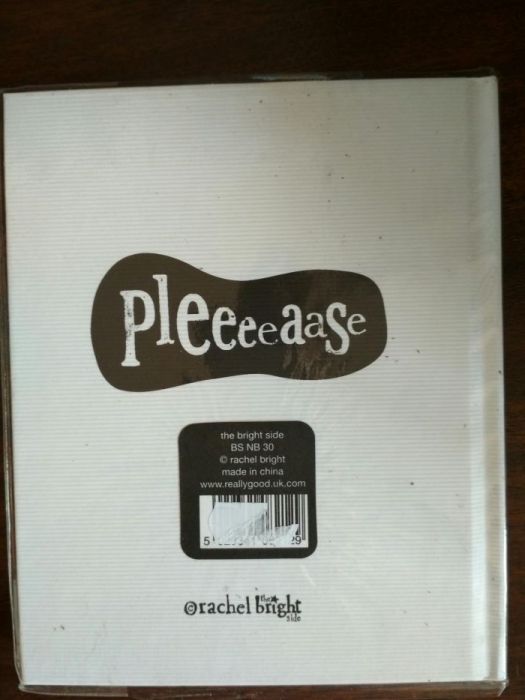 Pleeeeaase
the bright side
BS NB 30
© rachel bright
made in china
www.reallygood.uk.com
5
© rachel the bright side